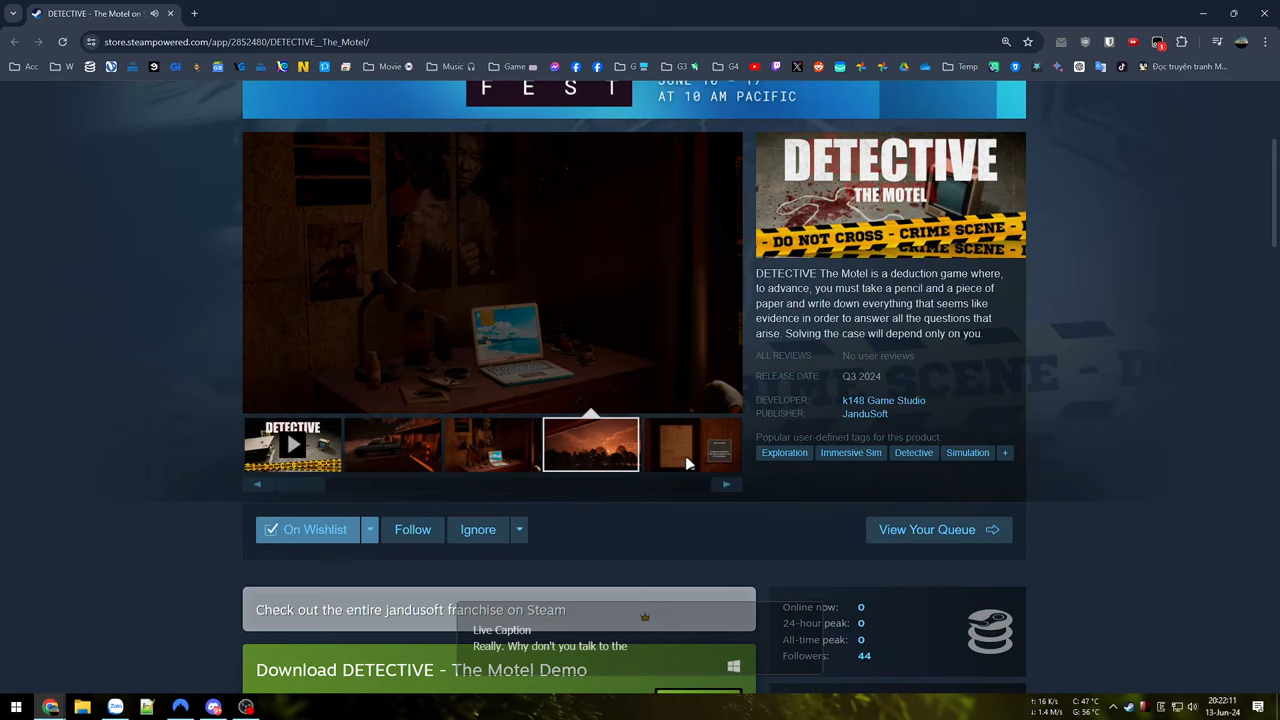 DETECTIVE - The Motel on S
store.steampowered.com/app/2852480/DETECTIVE__The_Motel/
Acc
W
Movie
Music
Game
G
G3
G4
Temp
Đọc truyện tranh M...
F E S T
AT 10 AM PACIFIC
DETECTIVE
THE MOTEL
- DO NOT CROSS - CRIME SCENE -
DETECTIVE The Motel is a deduction game where,
to advance, you must take a pencil and a piece of
paper and write down everything that seems like
evidence in order to answer all the questions that
arise. Solving the case will depend only on you.
ALL REVIEWS: No user reviews
RELEASE DATE: Q3 2024
DEVELOPER: k148 Game Studio
PUBLISHER: JanduSoft
Popular user-defined tags for this product:
Exploration Immersive Sim Detective Simulation +
On Wishlist Follow Ignore View Your Queue
Check out the entire jandusoft franchise on Steam
Live Caption
Really. Why don't you talk to the
Download DETECTIVE - The Motel Demo
Online now: 0
24-hour peak: 0
All-time peak: 0
Followers: 44
: 16 K/s C: 47 °C
: 1.4 M/s G: 56 °C
20:22:11
13-Jun-24